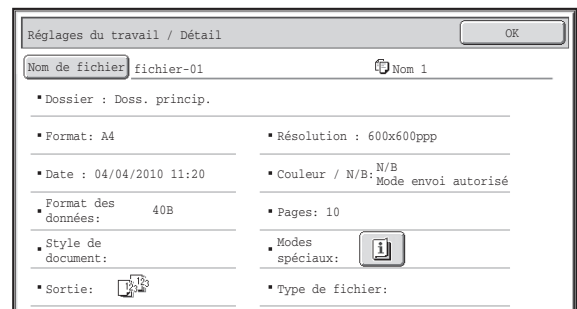 Réglages du travail / Détail
OK
Nom de fichier fichier-01 Nom 1
Dossier : Doss. princip.
Format: A4
Résolution : 600x600ppp
Date : 04/04/2010 11:20
Couleur / N/B: N/B
Mode envoi autorisé
Format des
données: 40B
Pages: 10
Style de
document:
Modes
spéciaux:
Sortie: 123 123
Type de fichier: